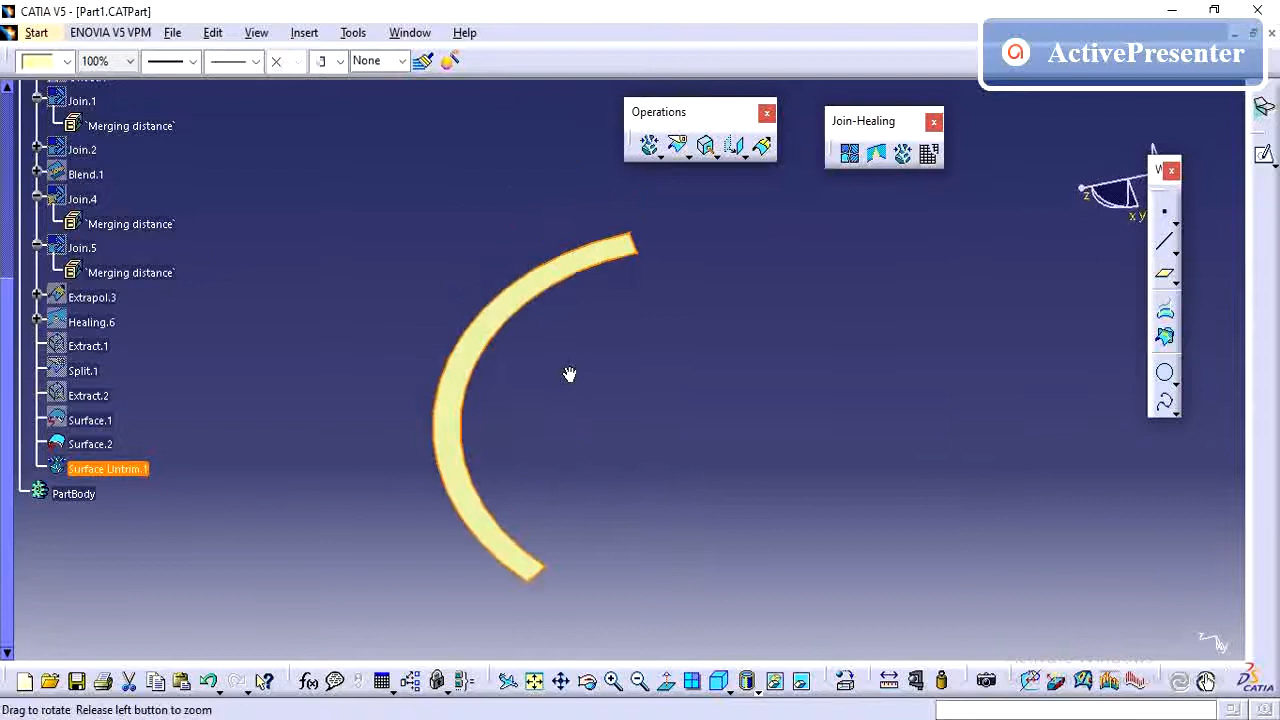 CATIA V5 - [Part1.CATPart]
Start ENOVIA V5 VPM File Edit View Insert Tools Window Help
ActivePresenter
100% None
Join.1
`Merging distance`
Join.2
Blend.1
Join.4
`Merging distance`
Join.5
`Merging distance`
Extrapol.3
Healing.6
Extract.1
Split.1
Extract.2
Surface.1
Surface.2
Surface Untrim.1
PartBody
Operations
Join-Healing
W
z
x y
f(x)
CATIA
Drag to rotate Release left button to zoom